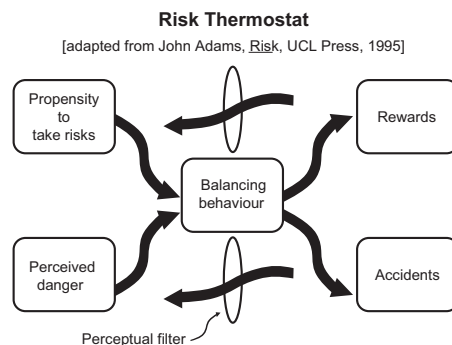 Risk Thermostat
[adapted from John Adams, Risk, UCL Press, 1995]
Propensity
to
take risks
Rewards
Balancing
behaviour
Perceived
danger
Accidents
Perceptual filter